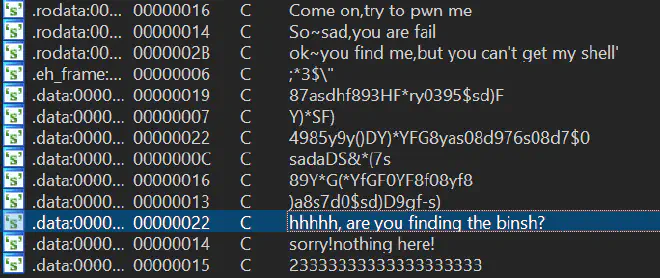 .rodata:00... 00000016 C Come on,try to pwn me
.rodata:00... 00000014 C So~sad,you are fail
.rodata:00... 0000002B C ok~you find me,but you can't get my shell'
.eh_frame:... 00000006 C ;*3$\"
.data:0000... 00000019 C 87asdhf893HF*ry0395$sd)F
.data:0000... 00000007 C Y)*SF)
.data:0000... 00000022 C 4985y9y()DY)*YFG8yas08d976s08d7$0
.data:0000... 0000000C C sadaDS&*(7s
.data:0000... 00000016 C 89Y*G(*YfGF0YF8f08yf8
.data:0000... 00000013 C )a8s7d0$sd)D9gf-s)
.data:0000... 00000022 C hhhhh, are you finding the binsh?
.data:0000... 00000014 C sorry!nothing here!
.data:0000... 00000015 C 23333333333333333333